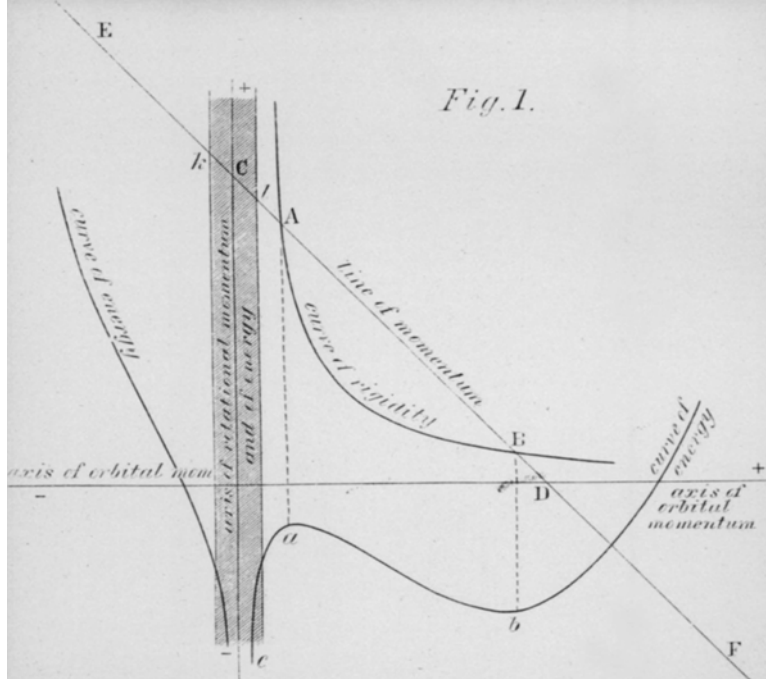 E
+
Fig. 1.
k
C
l
A
curve of energy
axis of rotational momentum
and of energy
line of momentum
curve of rigidity
B
curve of
energy
axis of orbital mom
+
-
D
axis of
orbital
momentum
a
b
-
c
F